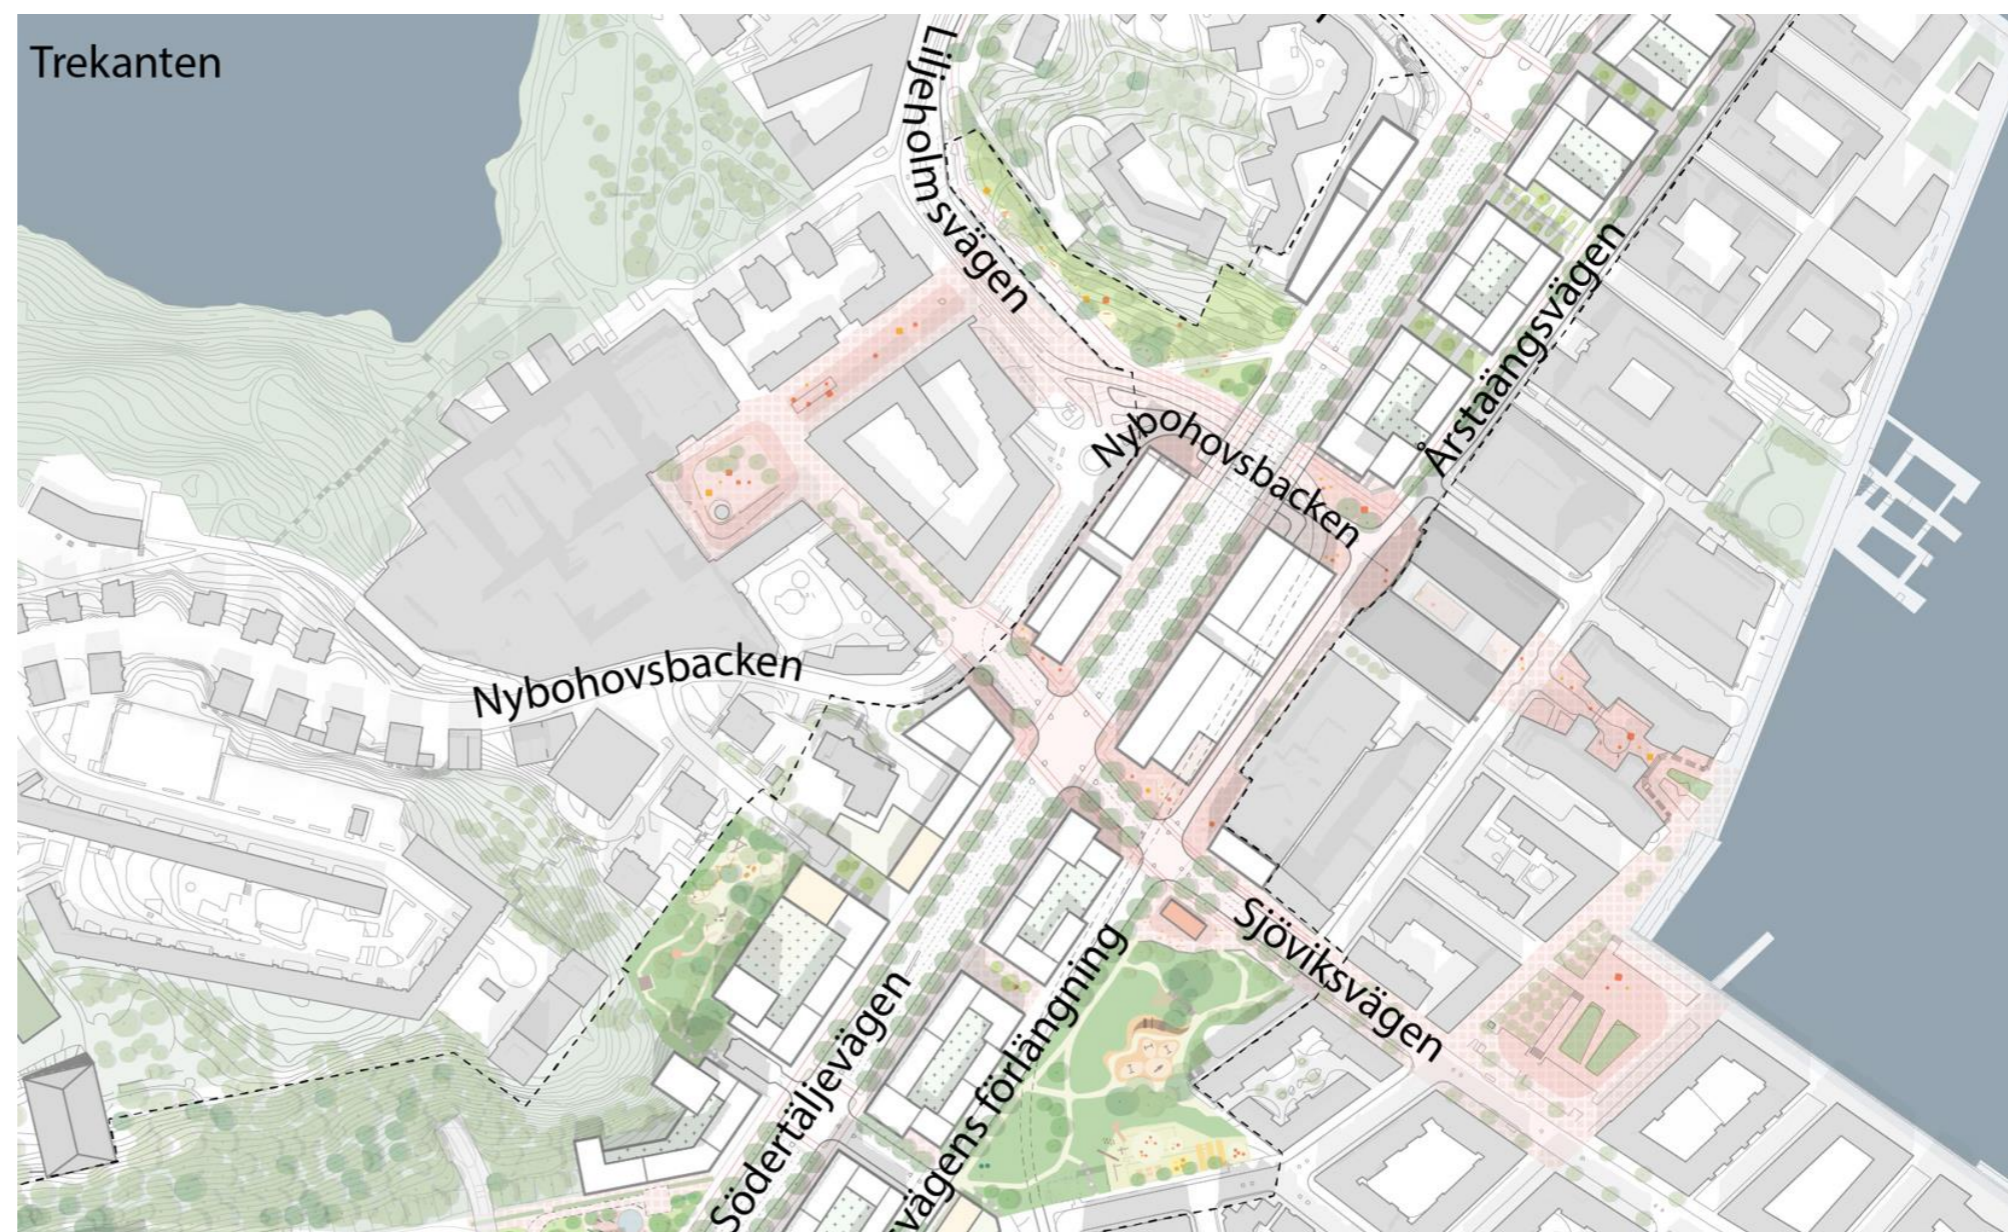 Trekanten
Liljeholmsvägen
Årstaängsvägen
Nybohovsbacken
Nybohovsbacken
Sjöviksvägen
Södertäljevägen
vägens förlängning